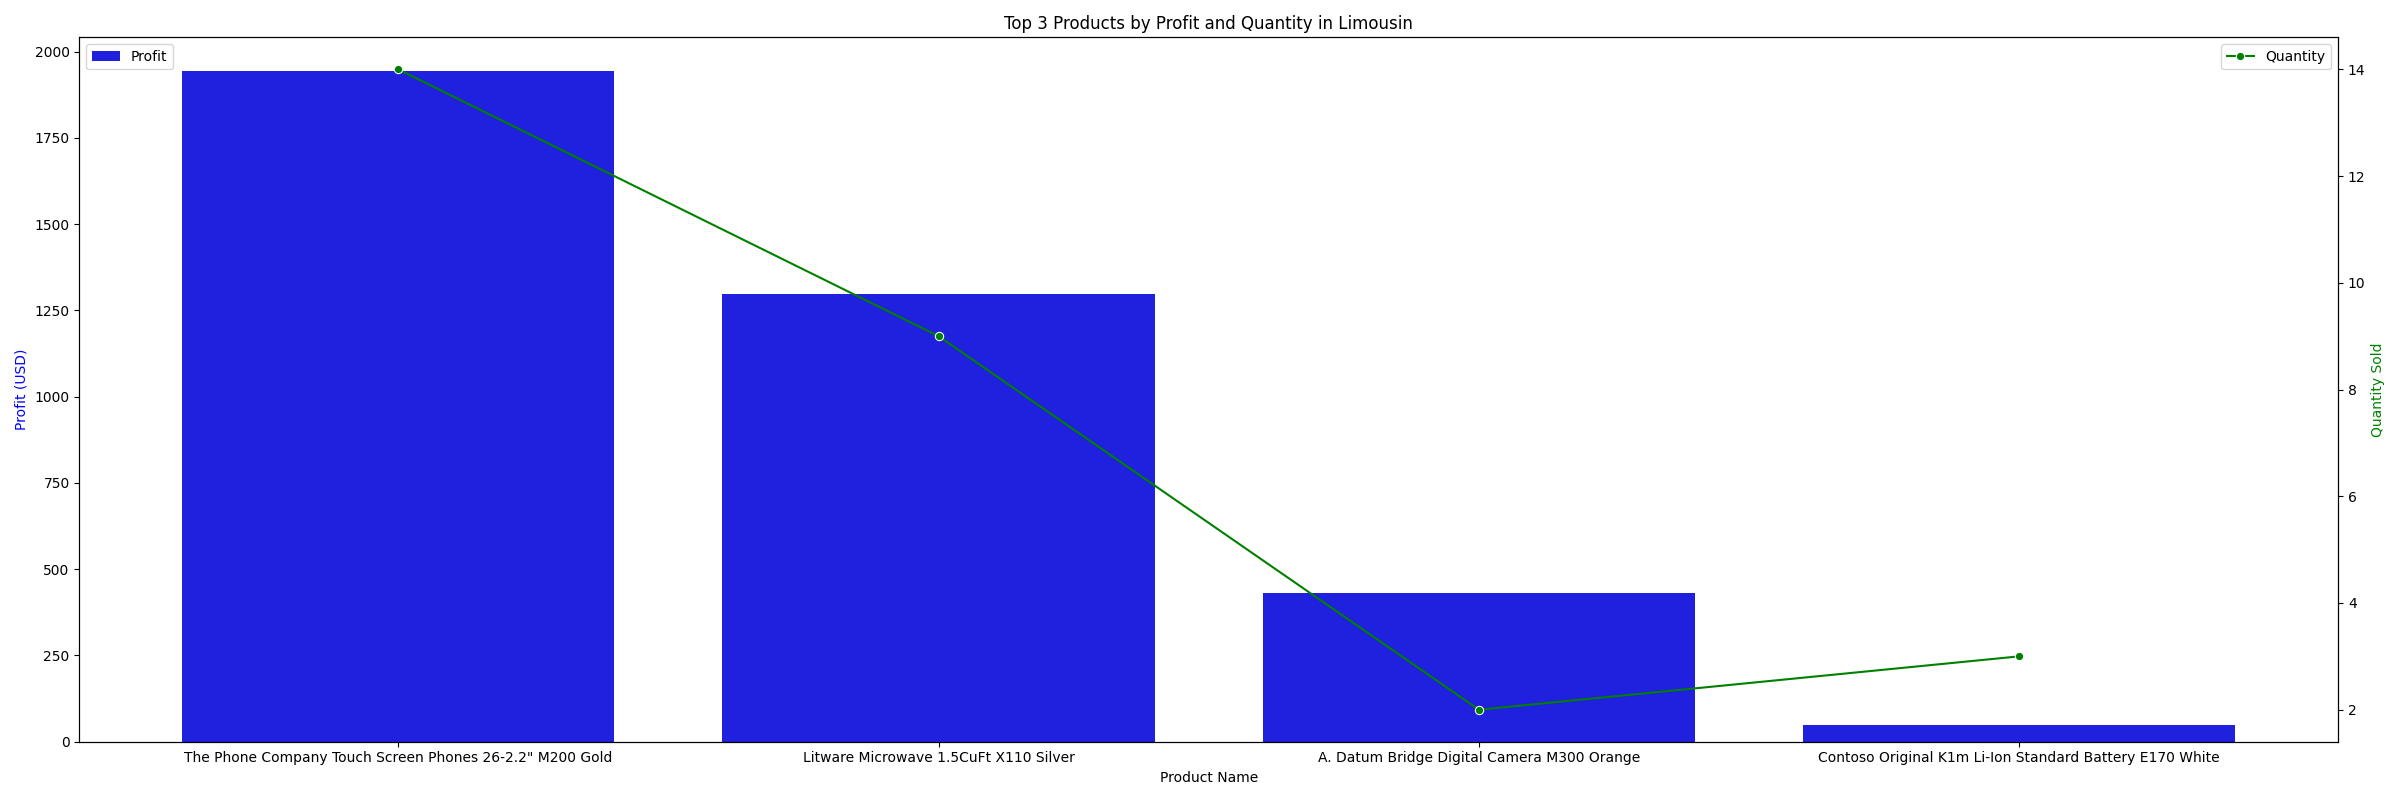 Top 3 Products by Profit and Quantity in Limousin
Profit
Quantity
2000
1750
1500
1250
1000
750
500
250
0
Profit (USD)
14
12
10
8
6
4
2
Quantity Sold
The Phone Company Touch Screen Phones 26-2.2" M200 Gold
Litware Microwave 1.5CuFt X110 Silver
A. Datum Bridge Digital Camera M300 Orange
Contoso Original K1m Li-Ion Standard Battery E170 White
Product Name